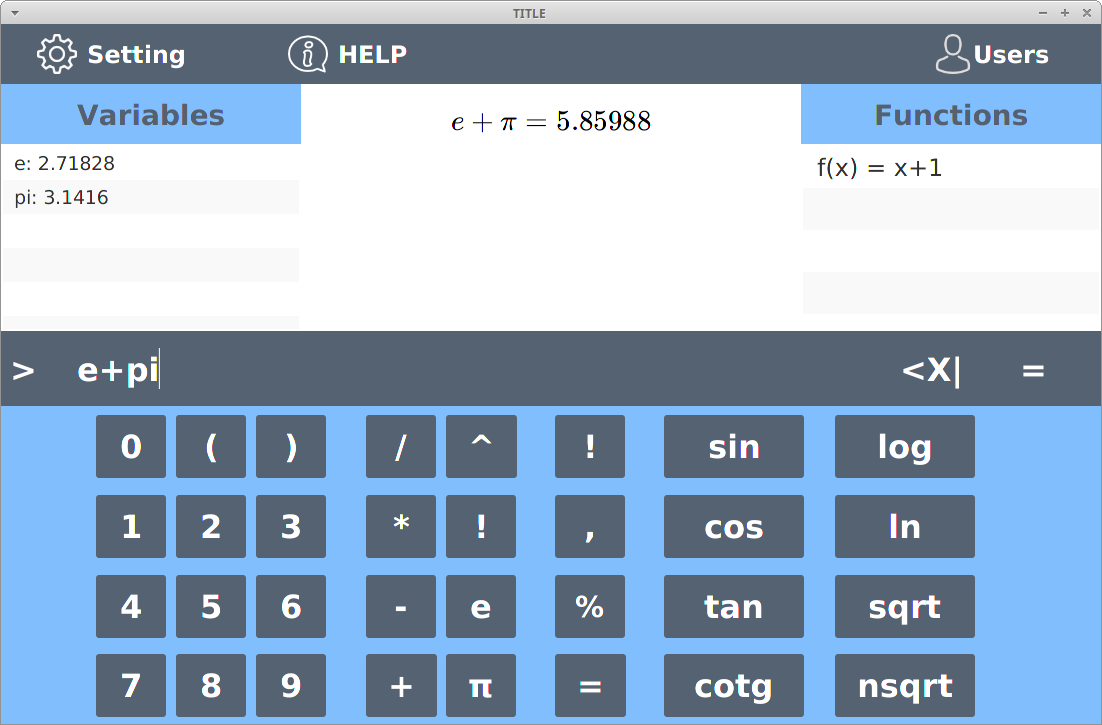 TITLE
Setting HELP Users
Variables
e: 2.71828
pi: 3.1416
e + π = 5.85988
Functions
f(x) = x+1
> e+pi <X| =
0 ( ) / ^ ! sin log
1 2 3 * ! , cos ln
4 5 6 - e % tan sqrt
7 8 9 + π = cotg nsqrt